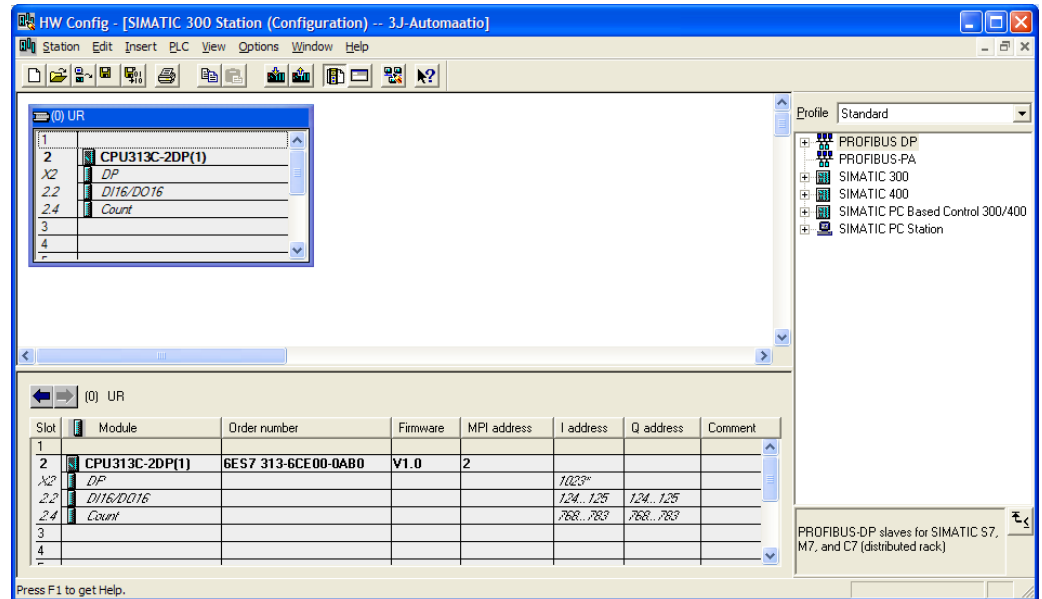 HW Config - [SIMATIC 300 Station (Configuration) -- 3J-Automaatio]
Station Edit Insert PLC View Options Window Help
(0) UR
1
2 CPU313C-2DP(1)
X2 DP
2.2 DI16/DO16
2.4 Count
3
4
Profile Standard
PROFIBUS DP
PROFIBUS-PA
SIMATIC 300
SIMATIC 400
SIMATIC PC Based Control 300/400
SIMATIC PC Station
(0) UR
Slot Module Order number Firmware MPI address I address Q address Comment
1
2 CPU313C-2DP(1) 6ES7 313-6CE00-0AB0 V1.0 2
X2 DP 1023*
2.2 DI16/DO16 124...125 124...125
2.4 Count 768...783 768...783
3
4
PROFIBUS-DP slaves for SIMATIC S7,
M7, and C7 (distributed rack)
Press F1 to get Help.